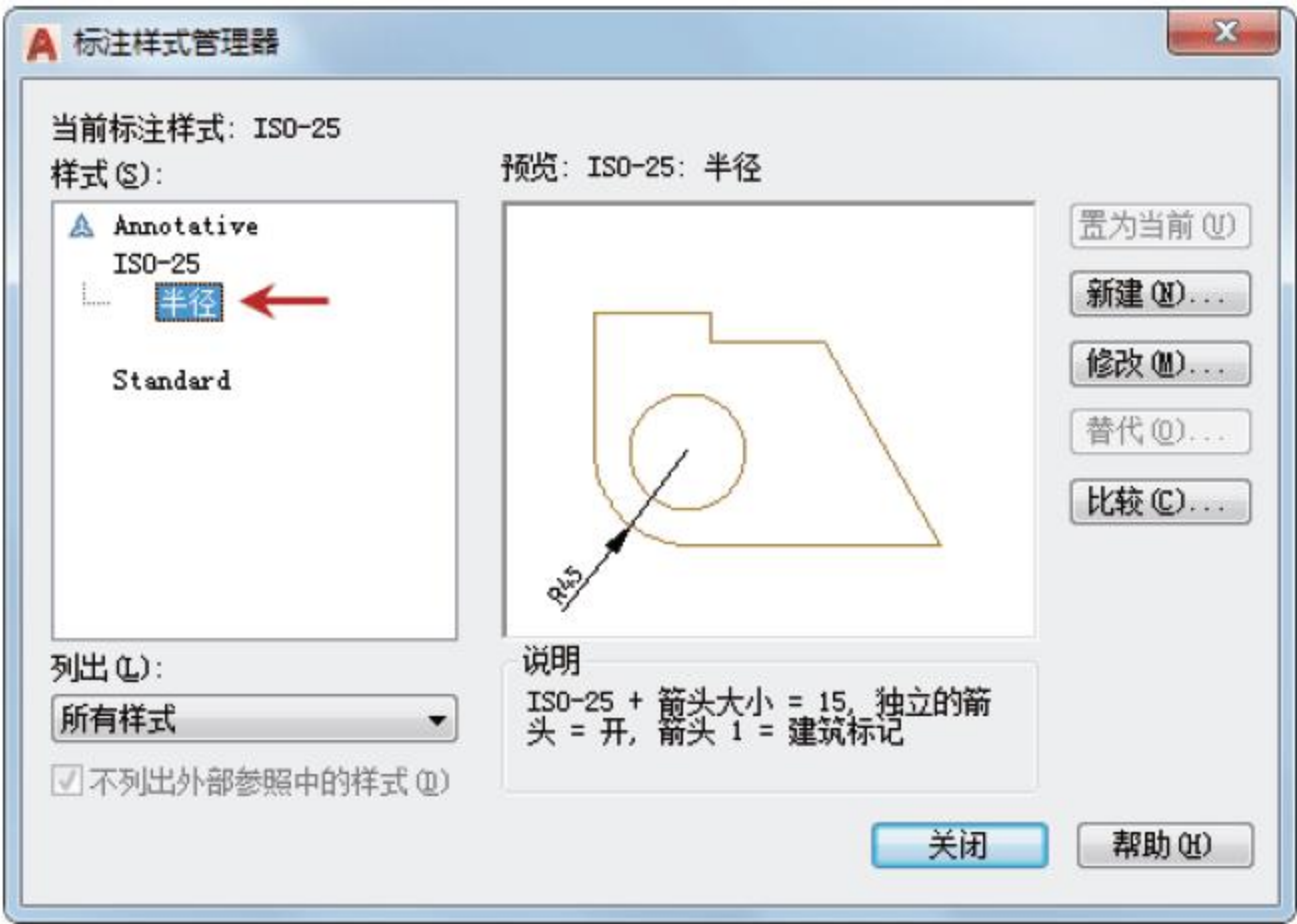 标注样式管理器
当前标注样式: ISO-25
样式(S):
Annotative
ISO-25
半径
Standard
列出(L):
所有样式
不列出外部参照中的样式(D)
预览: ISO-25: 半径
R45
说明
ISO-25 + 箭头大小 = 15, 独立的箭
头 = 开, 箭头 1 = 建筑标记
置为当前(U)
新建(N)...
修改(M)...
替代(O)...
比较(C)...
关闭
帮助(H)